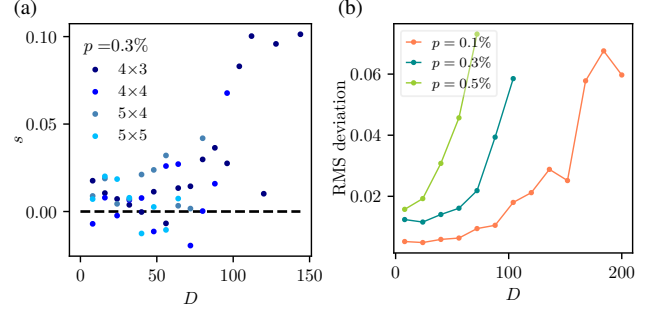 (a)
p =0.3%
4×3
4×4
5×4
5×5
0.10
0.05
0.00
s
0 50 100 150
D
(b)
p = 0.1%
p = 0.3%
p = 0.5%
0.06
0.04
0.02
RMS deviation
0 100 200
D